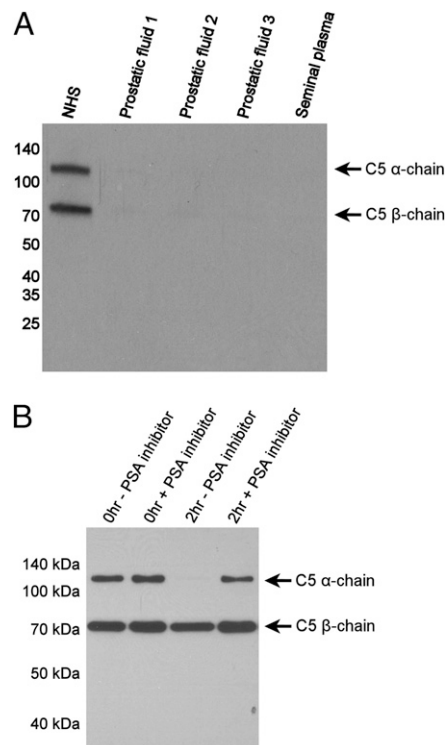 A
NHS
Prostatic fluid 1
Prostatic fluid 2
Prostatic fluid 3
Seminal plasma
140
100
70
50
40
35
25
C5 α-chain
C5 β-chain
B
0hr - PSA inhibitor
0hr + PSA inhibitor
2hr - PSA inhibitor
2hr + PSA inhibitor
140 kDa
100 kDa
70 kDa
50 kDa
40 kDa
C5 α-chain
C5 β-chain